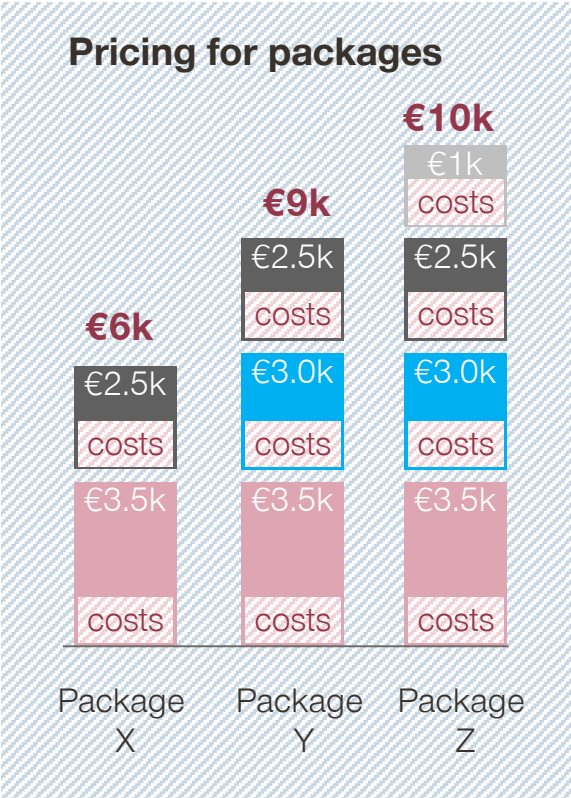 Pricing for packages
€10k
€1k
costs
€9k
€2.5k
€2.5k
costs
costs
€6k
€2.5k
€3.0k
€3.0k
costs
costs
costs
€3.5k
€3.5k
€3.5k
costs
costs
costs
Package X
Package Y
Package Z